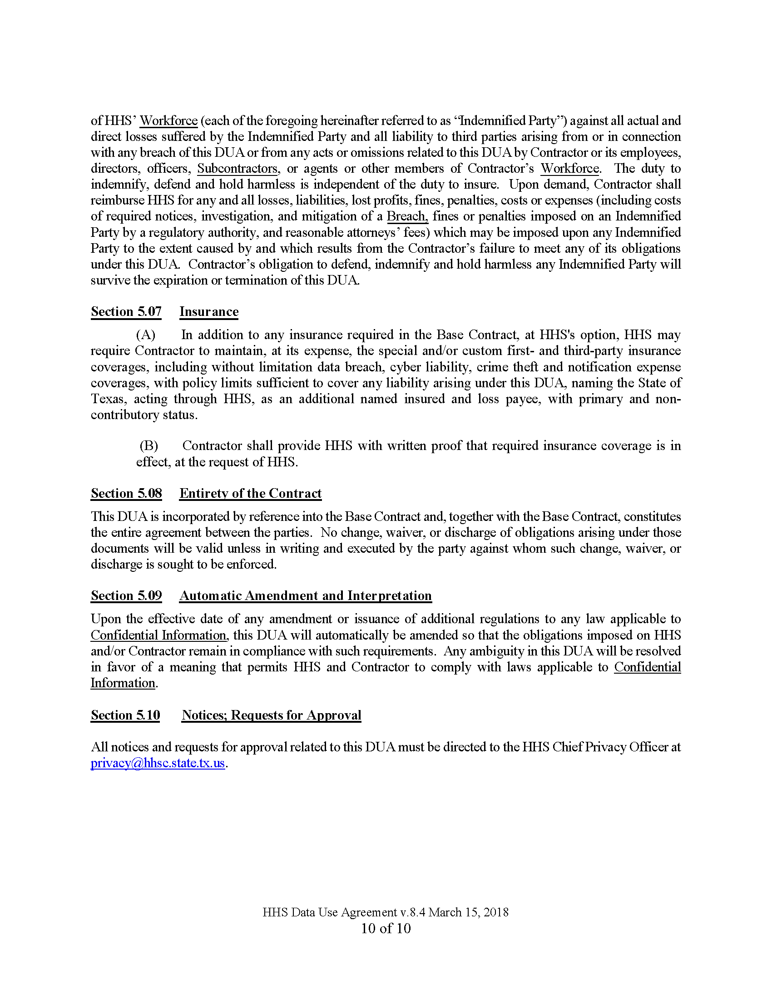 of HHS’ Workforce (each of the foregoing hereinafter referred to as “Indemnified Party”) against all actual and
direct losses suffered by the Indemnified Party and all liability to third parties arising from or in connection
with any breach of this DUA or from any acts or omissions related to this DUA by Contractor or its employees,
directors, officers, Subcontractors, or agents or other members of Contractor’s Workforce. The duty to
indemnify, defend and hold harmless is independent of the duty to insure. Upon demand, Contractor shall
reimburse HHS for any and all losses, liabilities, lost profits, fines, penalties, costs or expenses (including costs
of required notices, investigation, and mitigation of a Breach, fines or penalties imposed on an Indemnified
Party by a regulatory authority, and reasonable attorneys’ fees) which may be imposed upon any Indemnified
Party to the extent caused by and which results from the Contractor’s failure to meet any of its obligations
under this DUA. Contractor’s obligation to defend, indemnify and hold harmless any Indemnified Party will
survive the expiration or termination of this DUA.
Section 5.07 Insurance
(A) In addition to any insurance required in the Base Contract, at HHS's option, HHS may
require Contractor to maintain, at its expense, the special and/or custom first- and third-party insurance
coverages, including without limitation data breach, cyber liability, crime theft and notification expense
coverages, with policy limits sufficient to cover any liability arising under this DUA, naming the State of
Texas, acting through HHS, as an additional named insured and loss payee, with primary and non-
contributory status.
(B) Contractor shall provide HHS with written proof that required insurance coverage is in
effect, at the request of HHS.
Section 5.08 Entirety of the Contract
This DUA is incorporated by reference into the Base Contract and, together with the Base Contract, constitutes
the entire agreement between the parties. No change, waiver, or discharge of obligations arising under those
documents will be valid unless in writing and executed by the party against whom such change, waiver, or
discharge is sought to be enforced.
Section 5.09 Automatic Amendment and Interpretation
Upon the effective date of any amendment or issuance of additional regulations to any law applicable to
Confidential Information, this DUA will automatically be amended so that the obligations imposed on HHS
and/or Contractor remain in compliance with such requirements. Any ambiguity in this DUA will be resolved
in favor of a meaning that permits HHS and Contractor to comply with laws applicable to Confidential
Information.
Section 5.10 Notices; Requests for Approval
All notices and requests for approval related to this DUA must be directed to the HHS Chief Privacy Officer at
privacy@hhsc.state.tx.us.
HHS Data Use Agreement v.8.4 March 15, 2018
10 of 10